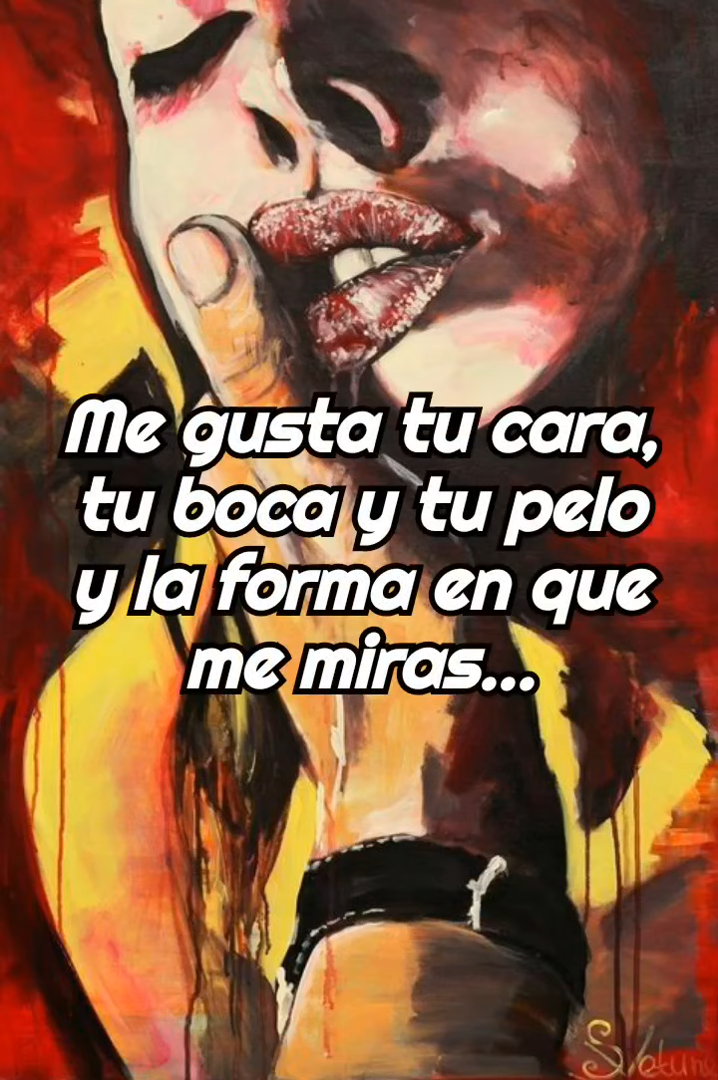 Me gusta tu cara,
tu boca y tu pelo
y la forma en que
me miras...